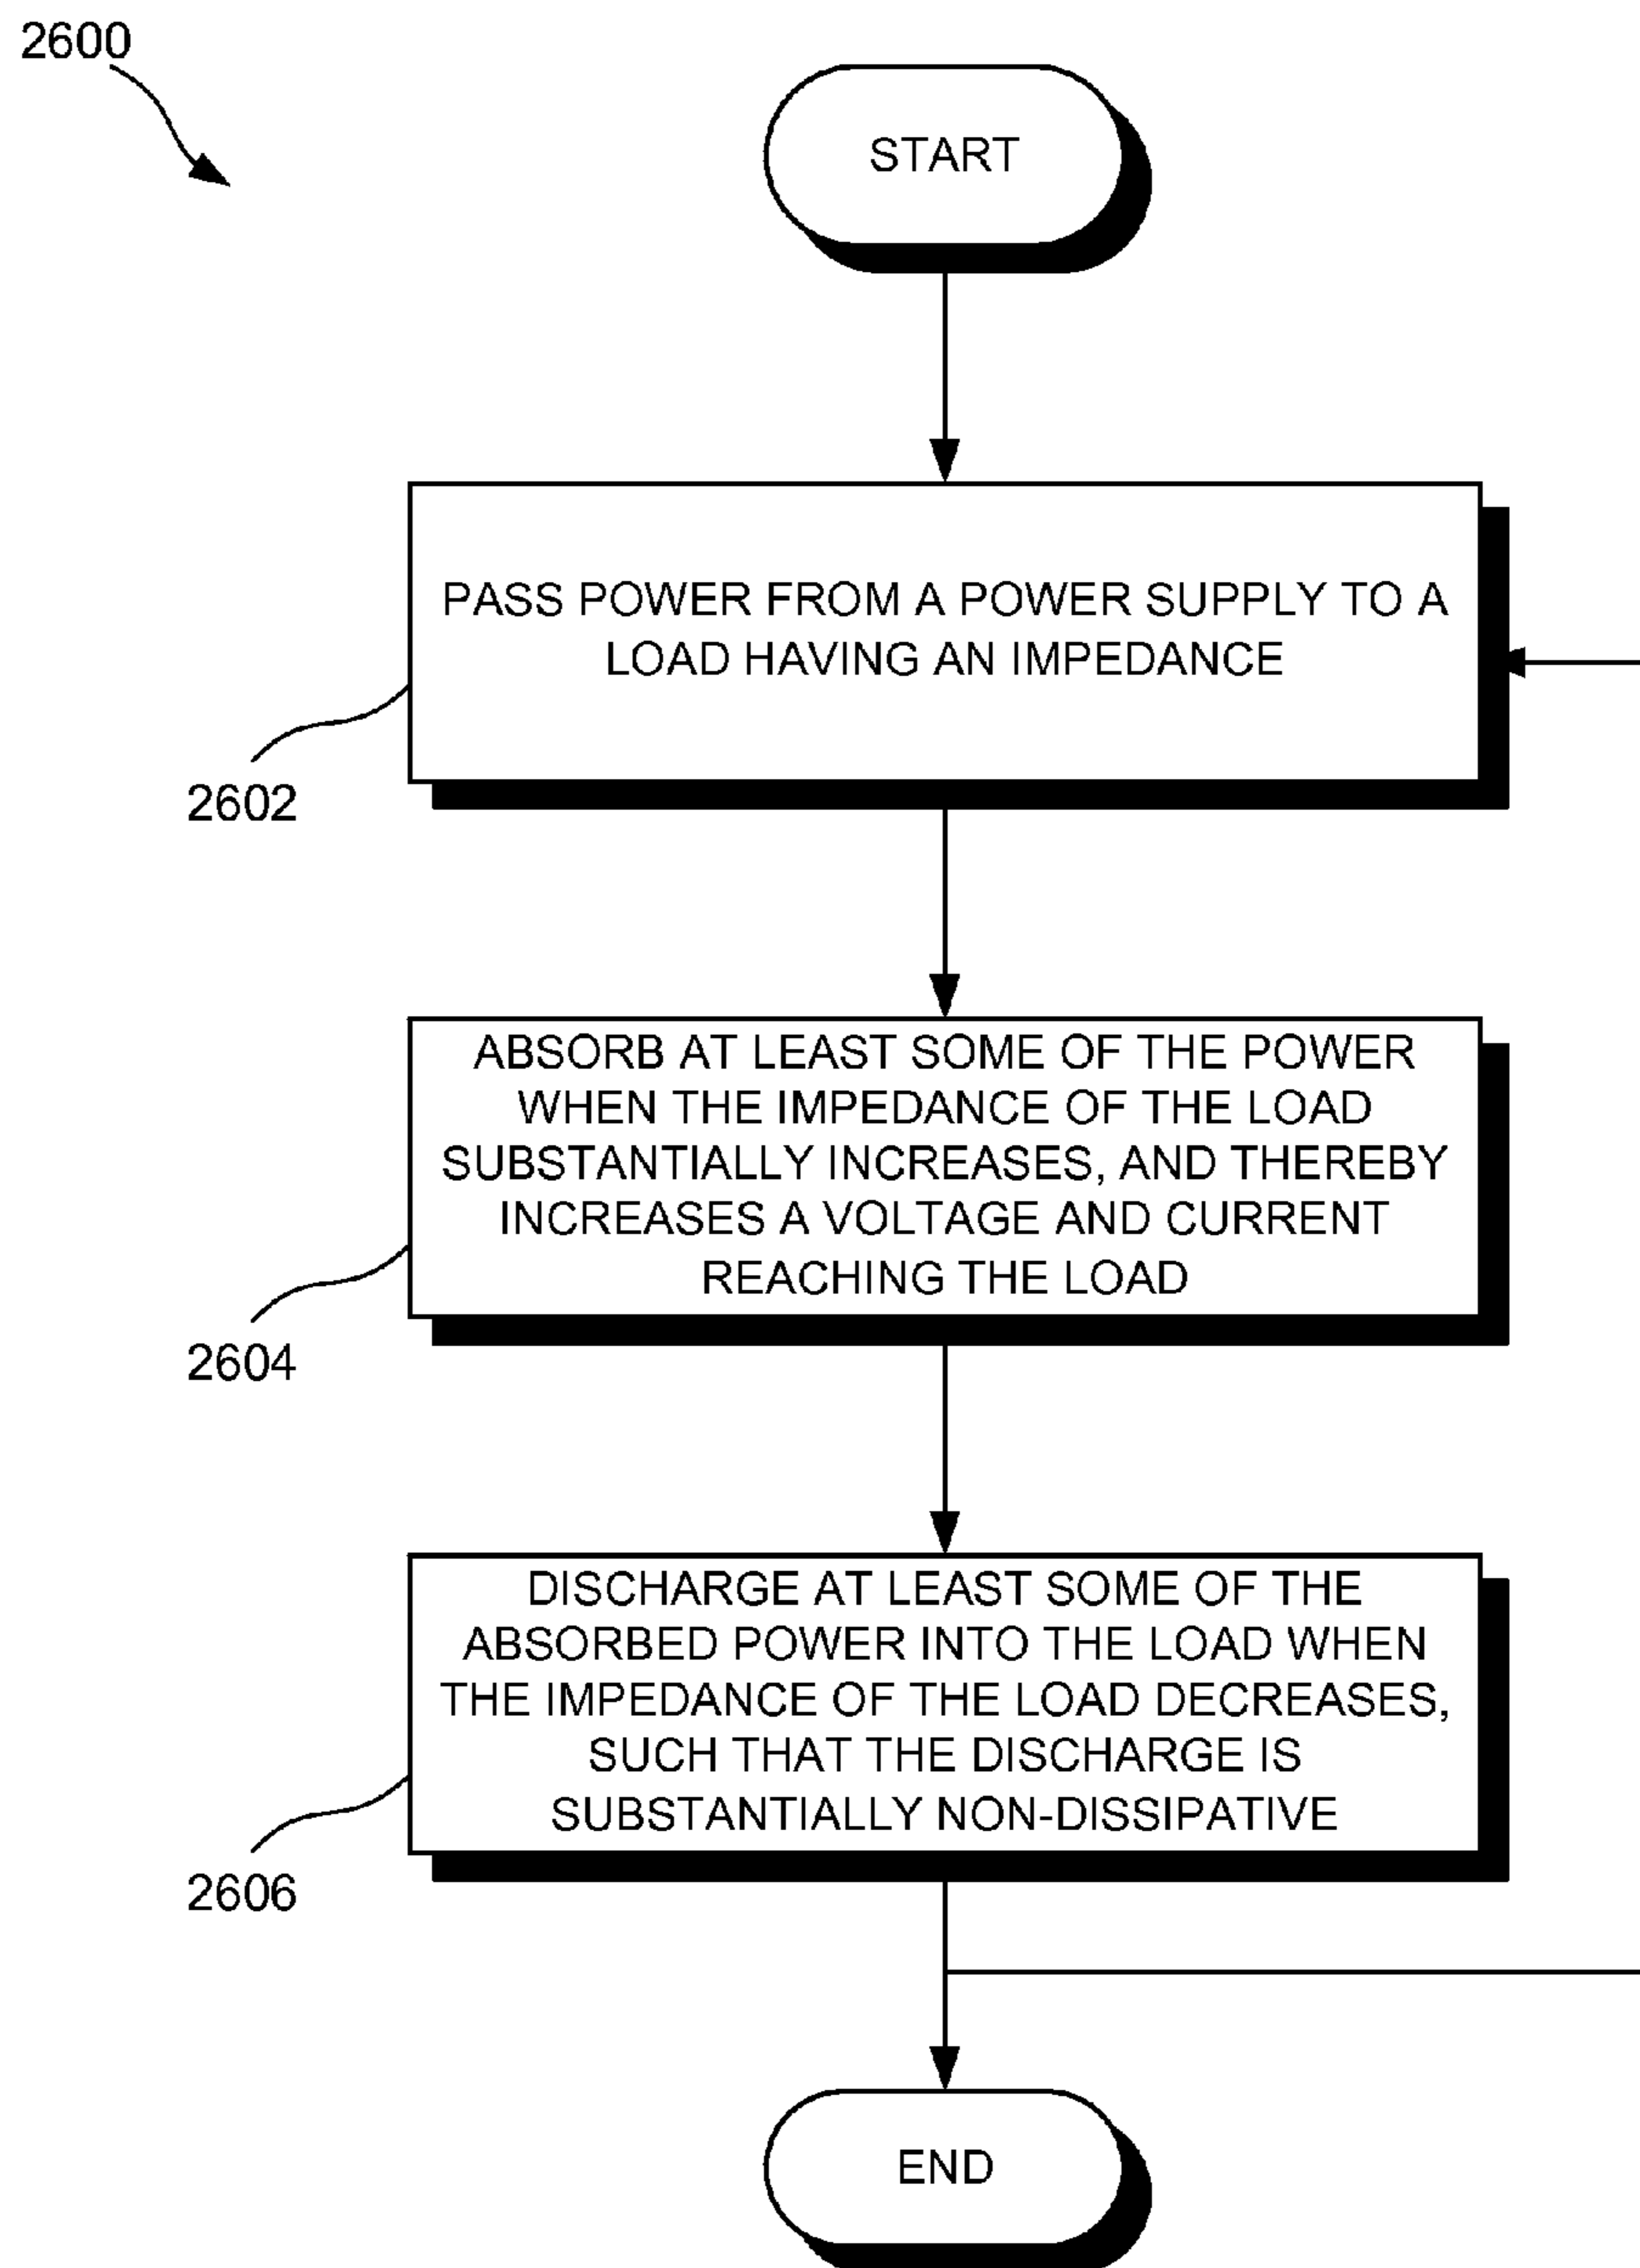 2600
START
PASS POWER FROM A POWER SUPPLY TO A
LOAD HAVING AN IMPEDANCE
2602
ABSORB AT LEAST SOME OF THE POWER
WHEN THE IMPEDANCE OF THE LOAD
SUBSTANTIALLY INCREASES, AND THEREBY
INCREASES A VOLTAGE AND CURRENT
REACHING THE LOAD
2604
DISCHARGE AT LEAST SOME OF THE
ABSORBED POWER INTO THE LOAD WHEN
THE IMPEDANCE OF THE LOAD DECREASES,
SUCH THAT THE DISCHARGE IS
SUBSTANTIALLY NON-DISSIPATIVE
2606
END